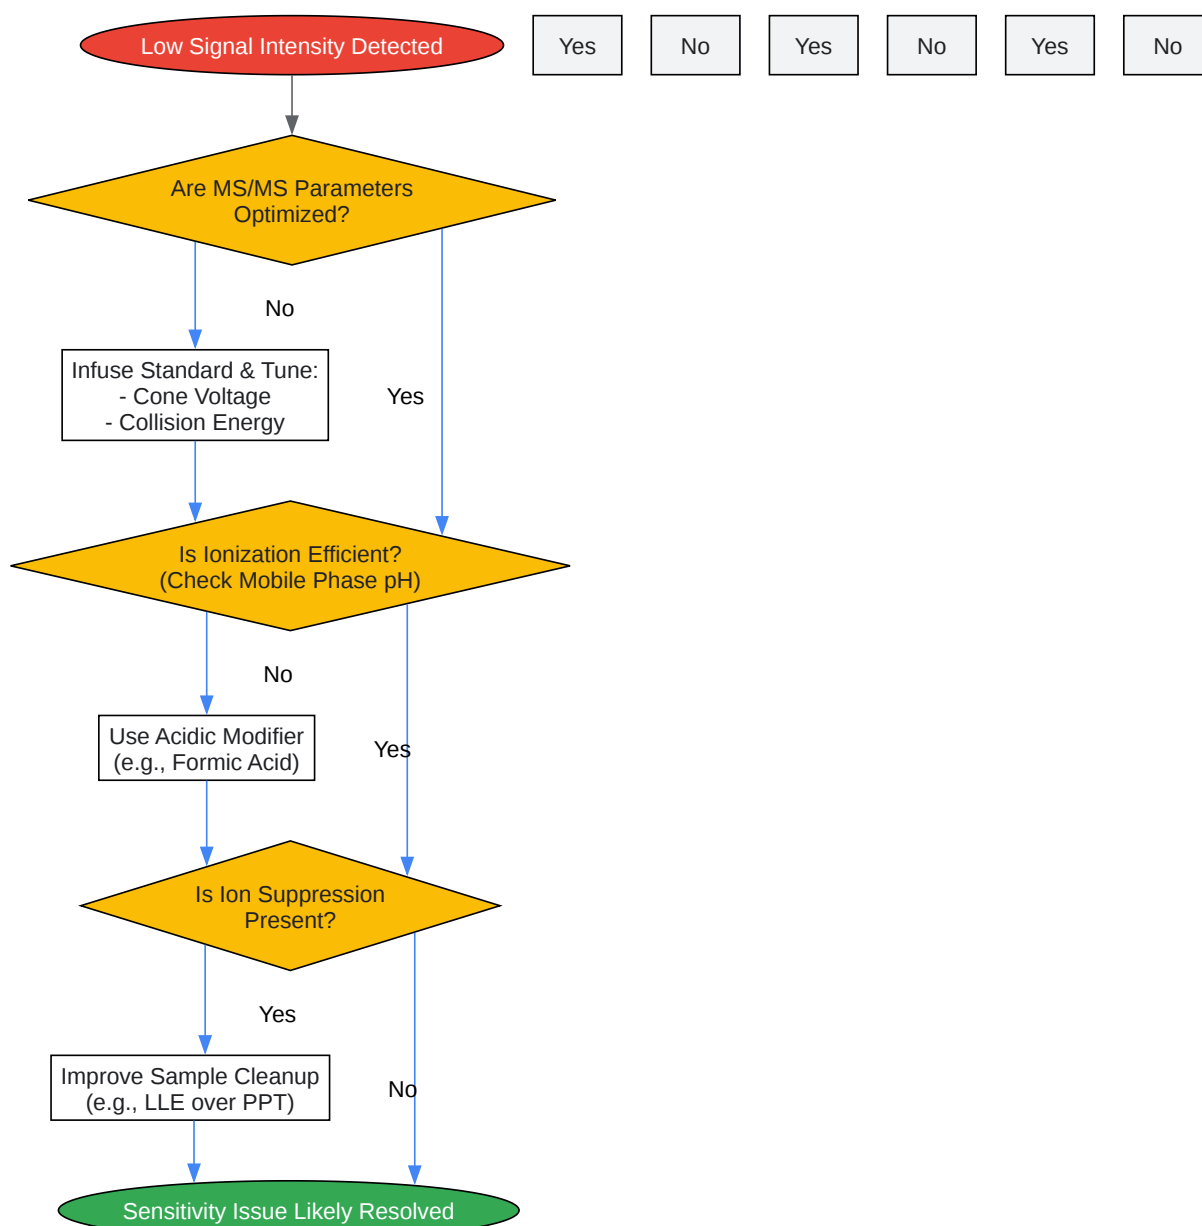 Low Signal Intensity Detected
Yes
No
Yes
No
Yes
No
Are MS/MS Parameters
Optimized?
No
Infuse Standard & Tune:
- Cone Voltage
- Collision Energy
Yes
Is Ionization Efficient?
(Check Mobile Phase pH)
No
Use Acidic Modifier
(e.g., Formic Acid)
Yes
Is Ion Suppression
Present?
Yes
Improve Sample Cleanup
(e.g., LLE over PPT)
No
Sensitivity Issue Likely Resolved